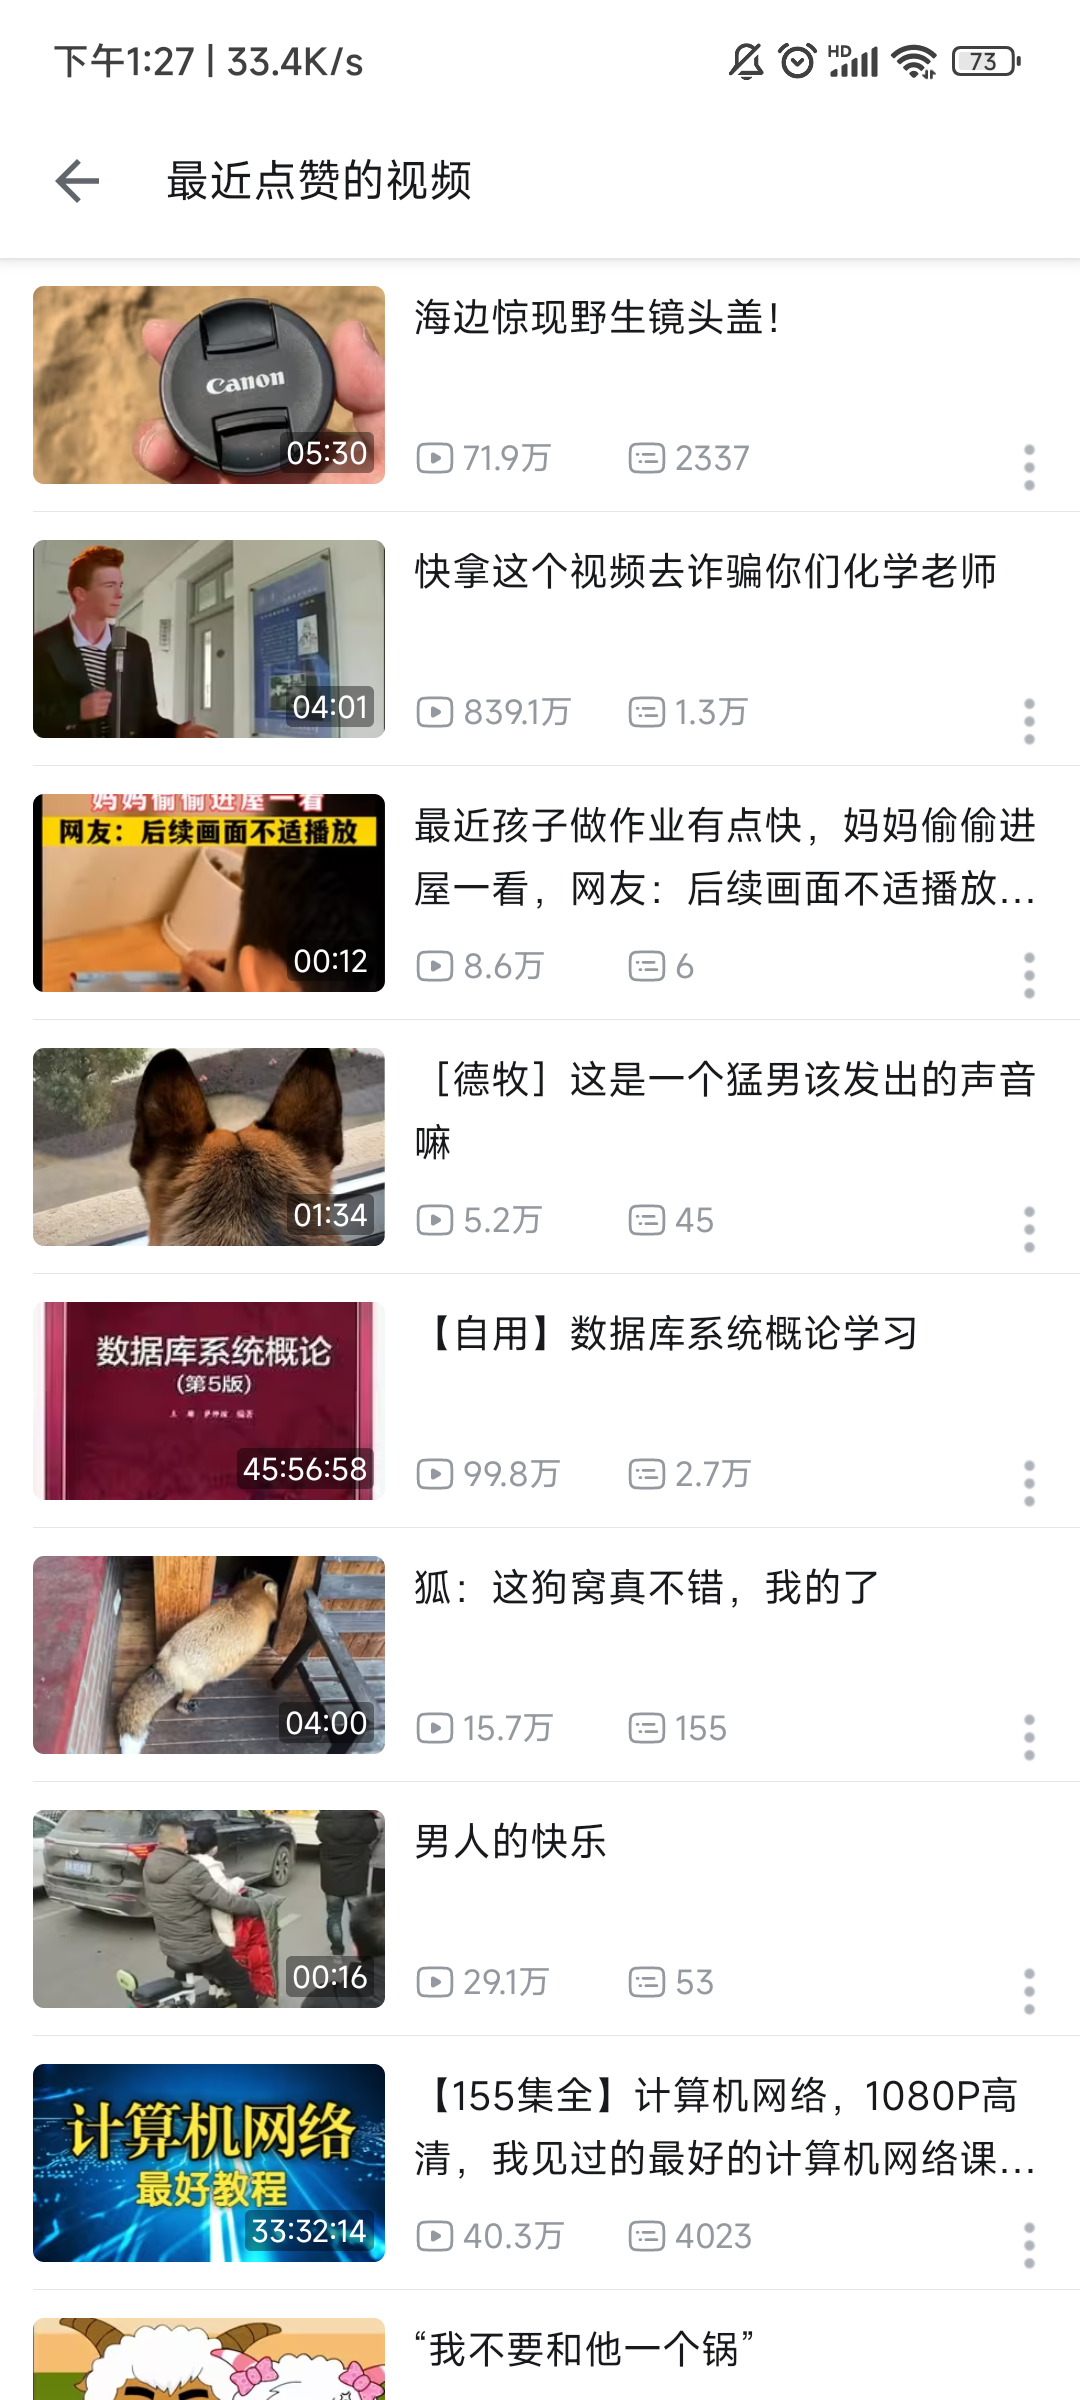 下午1:27 | 33.4K/s
HD
73
最近点赞的视频
Canon
05:30
海边惊现野生镜头盖！
71.9万 2337
04:01
快拿这个视频去诈骗你们化学老师
839.1万 1.3万
妈妈偷偷进屋一看
网友：后续画面不适播放
00:12
最近孩子做作业有点快，妈妈偷偷进
屋一看，网友：后续画面不适播放...
8.6万 6
01:34
［德牧］这是一个猛男该发出的声音
嘛
5.2万 45
数据库系统概论
(第5版)
45:56:58
【自用】数据库系统概论学习
99.8万 2.7万
04:00
狐：这狗窝真不错，我的了
15.7万 155
00:16
男人的快乐
29.1万 53
计算机网络
最好教程
33:32:14
【155集全】计算机网络，1080P高
清，我见过的最好的计算机网络课...
40.3万 4023
“我不要和他一个锅”